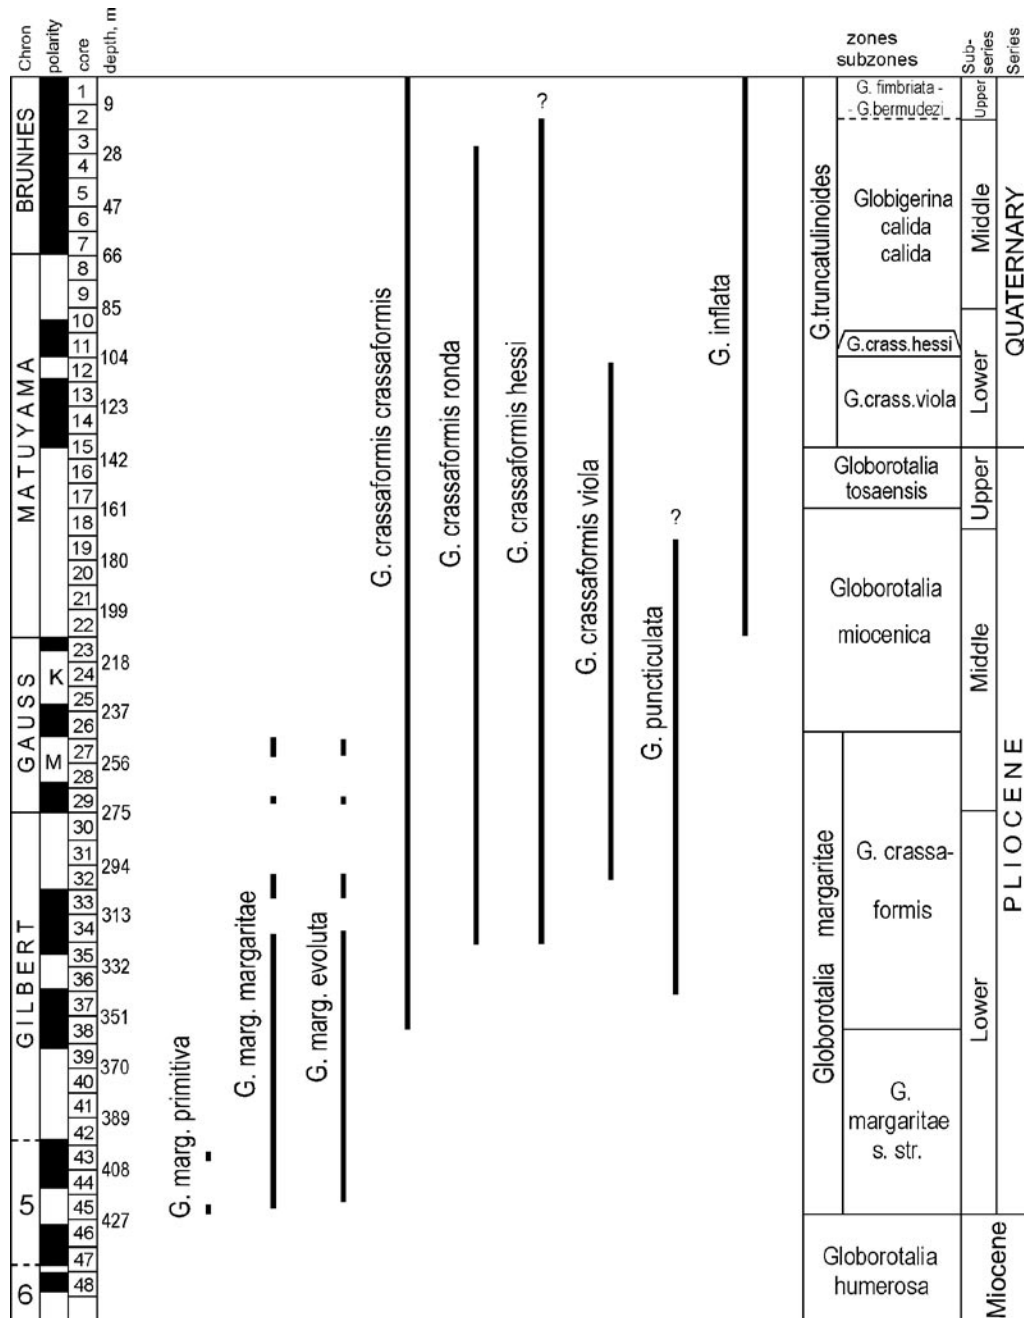 Chron
polarity
core
depth, m
zones
subzones
Sub-
series
Series
BRUNHES
MATUYAMA
GAUSS
GILBERT
5
6
K
M
1
2
3
4
5
6
7
8
9
10
11
12
13
14
15
16
17
18
19
20
21
22
23
24
25
26
27
28
29
30
31
32
33
34
35
36
37
38
39
40
41
42
43
44
45
46
47
48
9
28
47
66
85
104
123
142
161
180
199
218
237
256
275
294
313
332
351
370
389
408
427
G. marg. primitiva
G. marg. margaritae
G. marg. evoluta
G. crassaformis crassaformis
G. crassaformis ronda
?
G. crassaformis hessi
G. crassaformis viola
?
G. puncticulata
G. inflata
G.truncatulinoides
G. fimbriata -
- G.bermudezi
Globigerina
calida
calida
G.crass.hessi
G.crass.viola
Globorotalia
tosaensis
Globorotalia
miocenica
Globorotalia margaritae
G. crassa-
formis
G.
margaritae
s. str.
Globorotalia
humerosa
Upper
Middle
Lower
Upper
Middle
Lower
QUATERNARY
PLIOCENE
Miocene